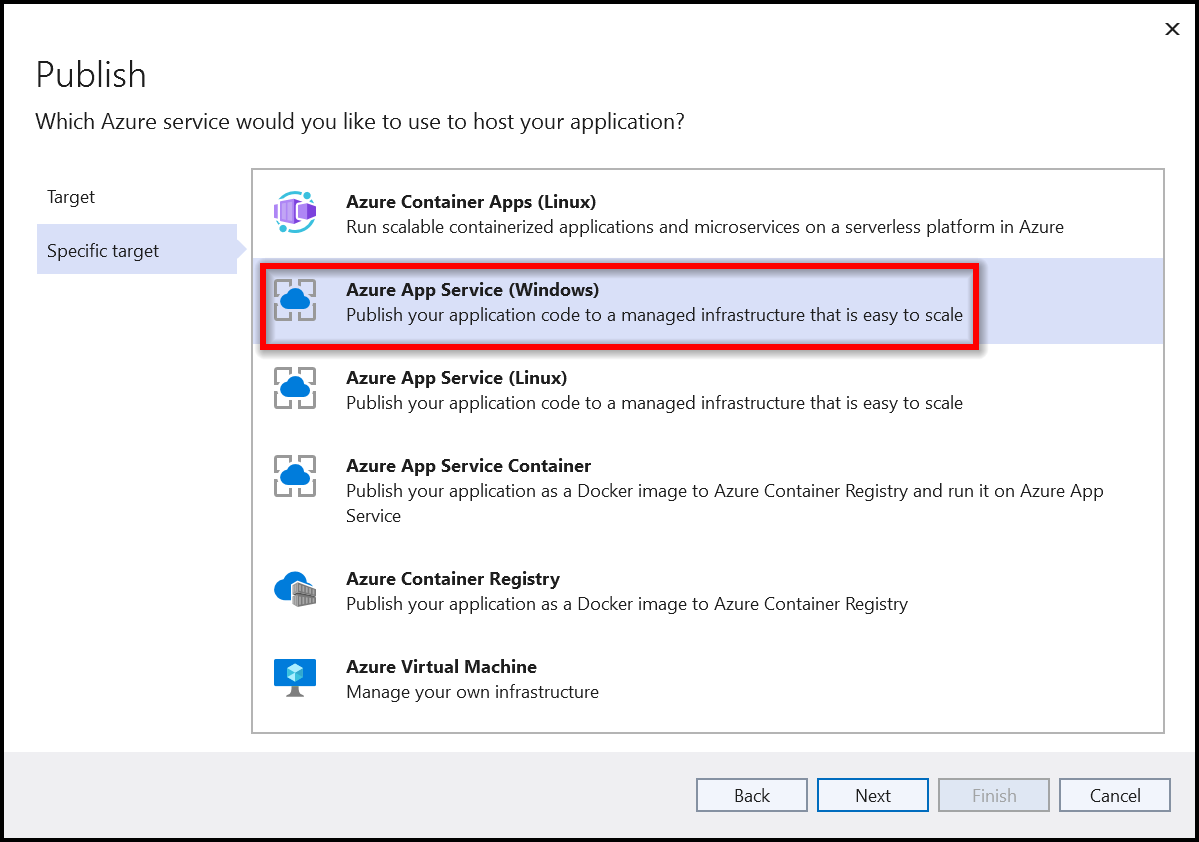 Publish
Which Azure service would you like to use to host your application?
Target
Specific target
Azure Container Apps (Linux)
Run scalable containerized applications and microservices on a serverless platform in Azure
Azure App Service (Windows)
Publish your application code to a managed infrastructure that is easy to scale
Azure App Service (Linux)
Publish your application code to a managed infrastructure that is easy to scale
Azure App Service Container
Publish your application as a Docker image to Azure Container Registry and run it on Azure App
Service
Azure Container Registry
Publish your application as a Docker image to Azure Container Registry
Azure Virtual Machine
Manage your own infrastructure
Back
Next
Finish
Cancel